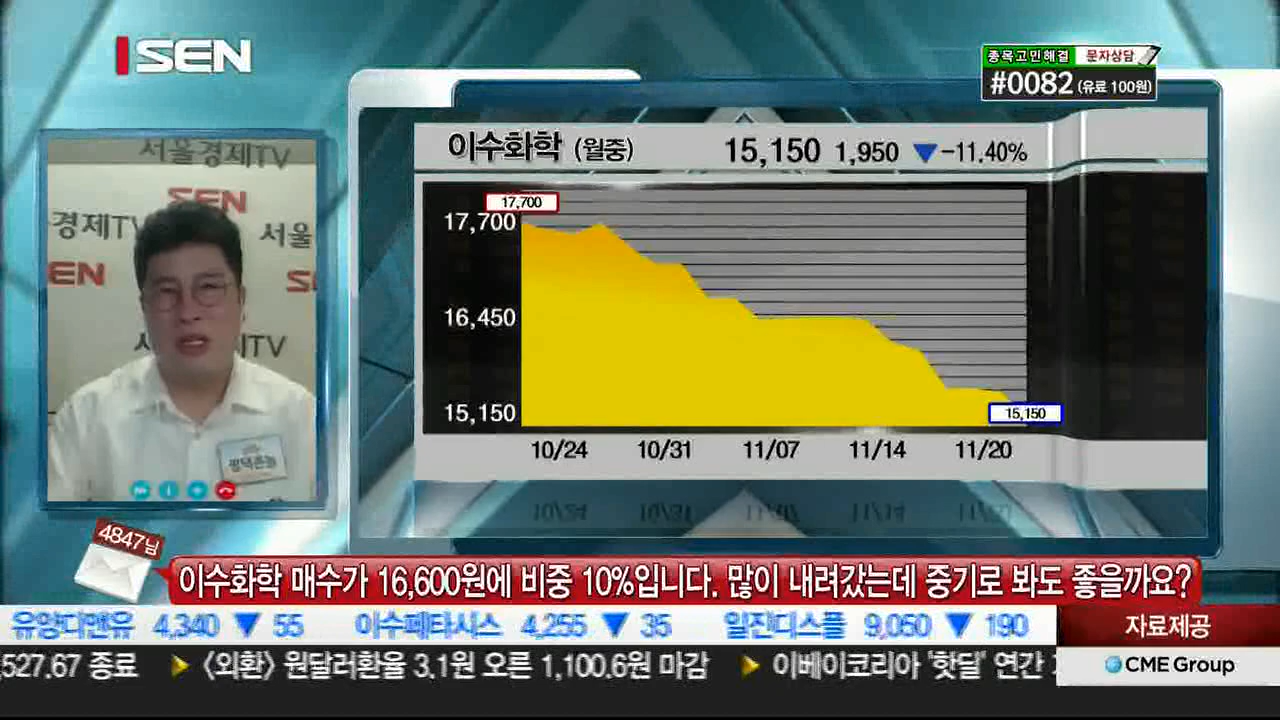 SEN
종목고민해결 문자상담
#0082 (유료 100원)
서울경제TV
SEN
경제TV
서울
EN
TV
평택촌놈
이수화학 (월중) 15,150 1,950 ▼-11.40%
17,700
17,700
16,450
15,150
15,150
10/24 10/31 11/07 11/14 11/20
4847님
이수화학 매수가 16,600원에 비중 10%입니다. 많이 내려갔는데 중기로 봐도 좋을까요?
유양디앤유 4,340 ▼ 55 이수페타시스 4,255 ▼ 35 일진디스플 9,050 ▼ 190
자료제공
,527.67 종료 ▶ 〈외환〉 원달러환율 3.1원 오른 1,100.6원 마감 ▶ 이베이코리아 '핫딜' 연간
CME Group